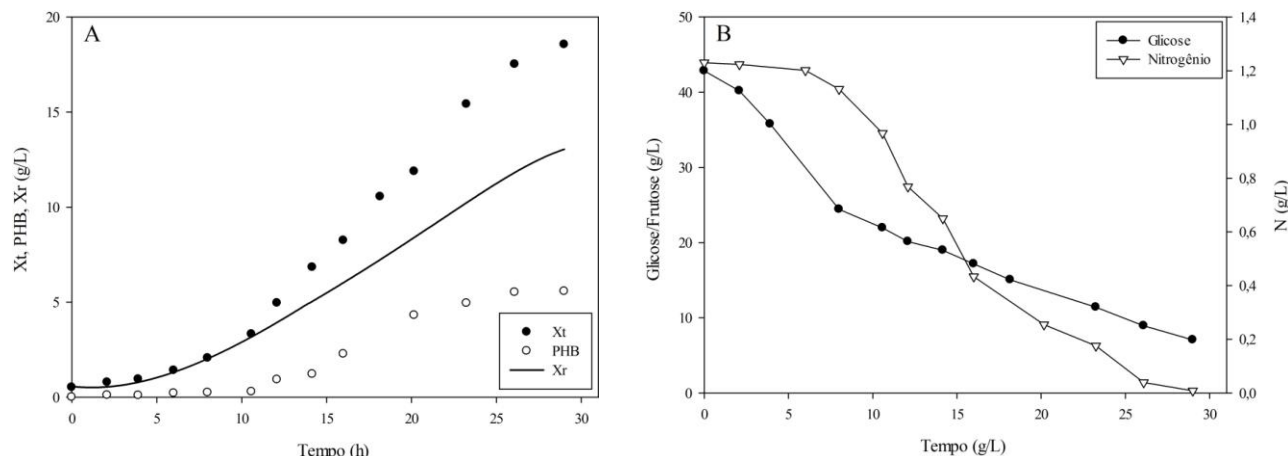 A
Xt, PHB, Xr (g/L)
20
15
10
5
0
0 5 10 15 20 25 30
Tempo (h)
Xt
PHB
Xr
B
Glicose/Frutose (g/L)
50
40
30
20
10
0
0 5 10 15 20 25 30
Tempo (g/L)
1,4
1,2
1,0
0,8
0,6
0,4
0,2
0,0
N (g/L)
Glicose
Nitrogênio